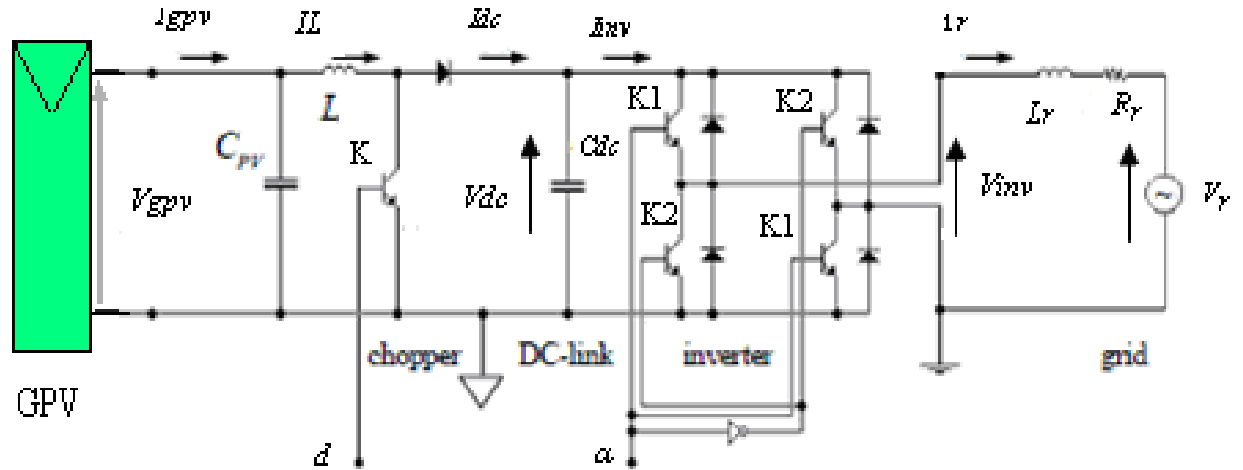 Igpv IL Idc Iinv Ir
L K1 K2 Lr Rr
CPV K Cdc
Vgpv Vdc Vinv Vr
K2 K1
chopper DC-link inverter grid
GPV
d a
~